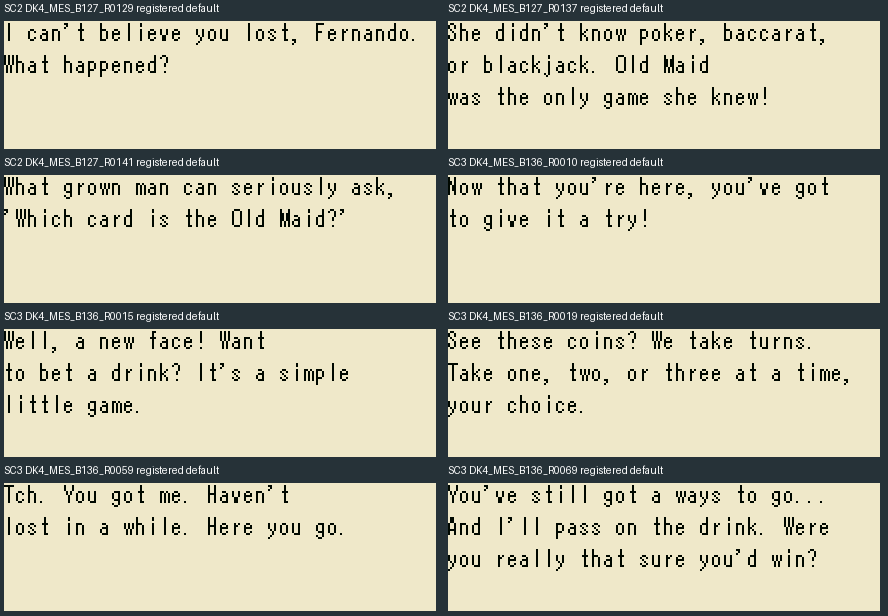 SC2 DK4_MES_B127_R0129 registered default
I can't believe you lost, Fernando.
What happened?
SC2 DK4_MES_B127_R0137 registered default
She didn't know poker, baccarat,
or blackjack. Old Maid
was the only game she knew!
SC2 DK4_MES_B127_R0141 registered default
What grown man can seriously ask,
'Which card is the Old Maid?'
SC3 DK4_MES_B136_R0010 registered default
Now that you're here, you've got
to give it a try!
SC3 DK4_MES_B136_R0015 registered default
Well, a new face! Want
to bet a drink? It's a simple
little game.
SC3 DK4_MES_B136_R0019 registered default
See these coins? We take turns.
Take one, two, or three at a time,
your choice.
SC3 DK4_MES_B136_R0059 registered default
Tch. You got me. Haven't
lost in a while. Here you go.
SC3 DK4_MES_B136_R0069 registered default
You've still got a ways to go...
And I'll pass on the drink. Were
you really that sure you'd win?